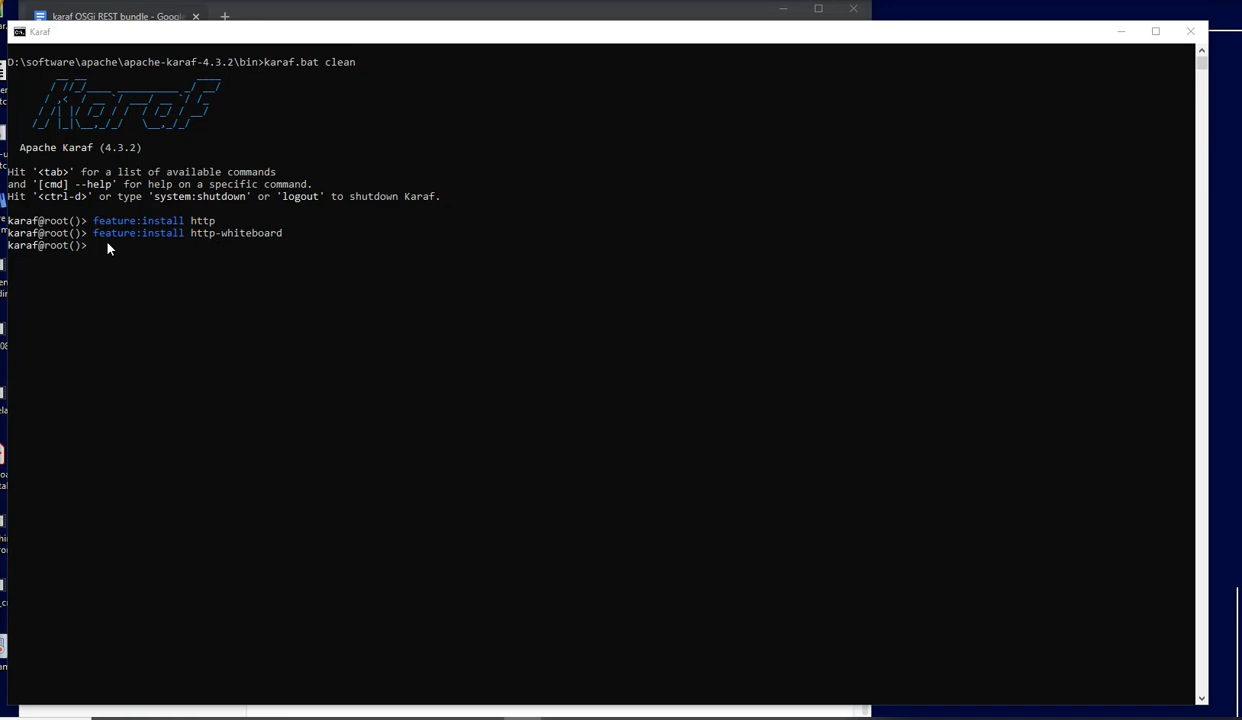 karaf OSGi REST bundle - Googl
Karaf
D:\software\apache\apache-karaf-4.3.2\bin>karaf.bat clean
Karaf
Apache Karaf (4.3.2)
Hit '<tab>' for a list of available commands
and '[cmd] --help' for help on a specific command.
Hit '<ctrl-d>' or type 'system:shutdown' or 'logout' to shutdown Karaf.
karaf@root()> feature:install http
karaf@root()> feature:install http-whiteboard
karaf@root()>